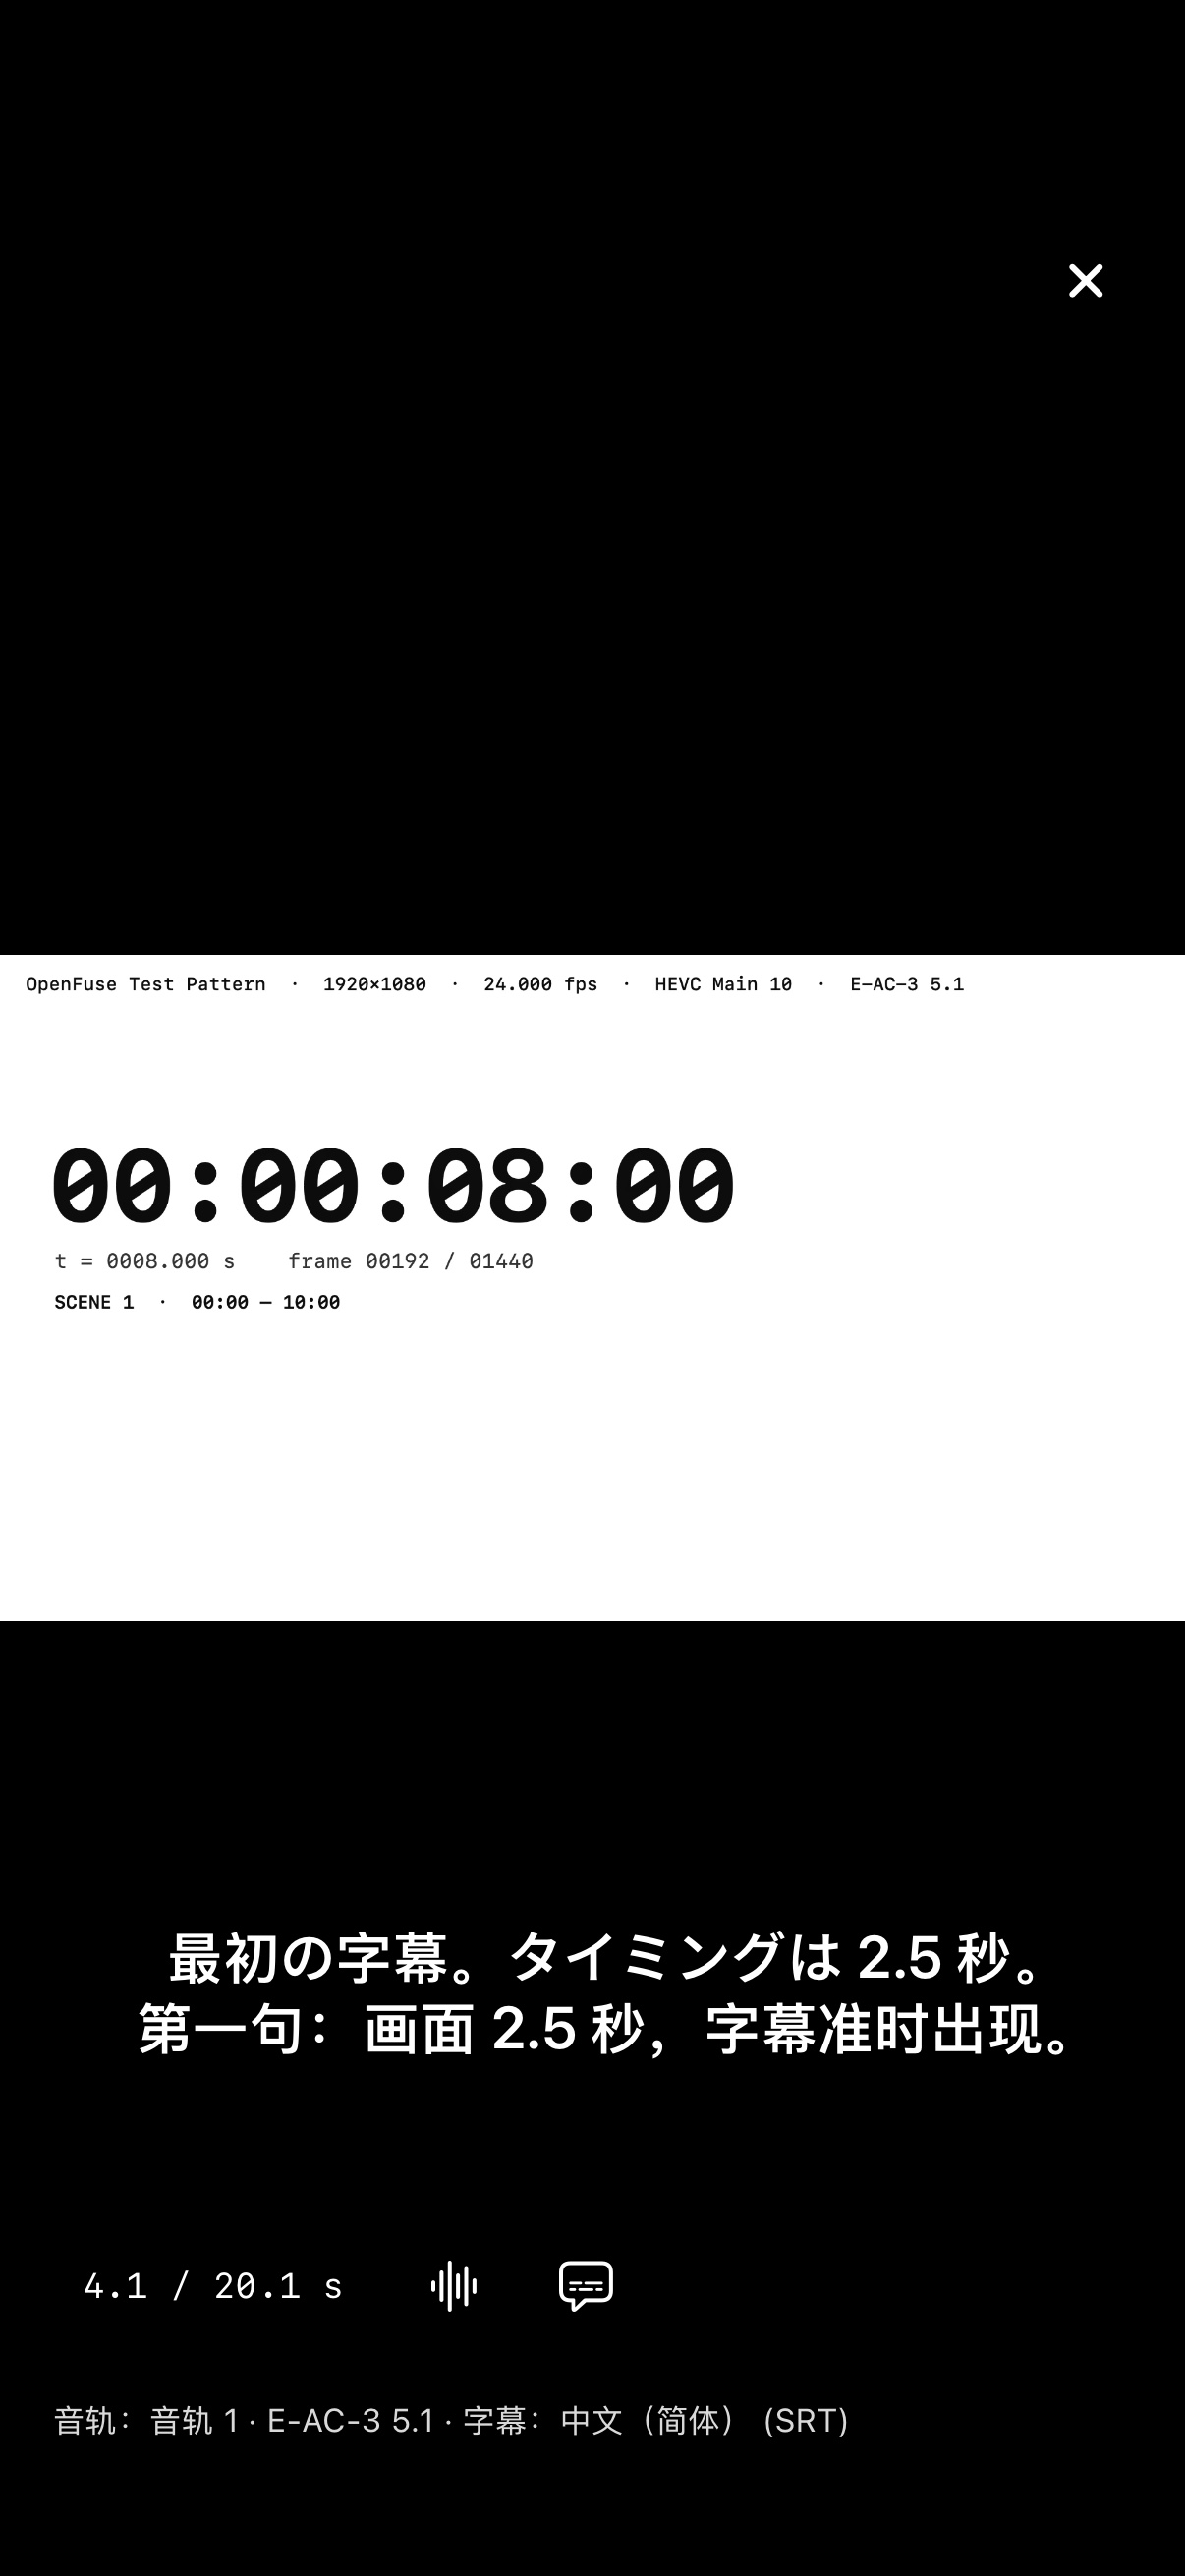 OpenFuse Test Pattern · 1920×1080 · 24.000 fps · HEVC Main 10 · E-AC-3 5.1
00:00:08:00
t = 0008.000 s frame 00192 / 01440
SCENE 1 · 00:00 — 10:00
最初の字幕。タイミングは 2.5 秒。
第一句：画面 2.5 秒，字幕准时出现。
4.1 / 20.1 s
音轨：音轨 1 · E-AC-3 5.1 · 字幕：中文（简体） (SRT)